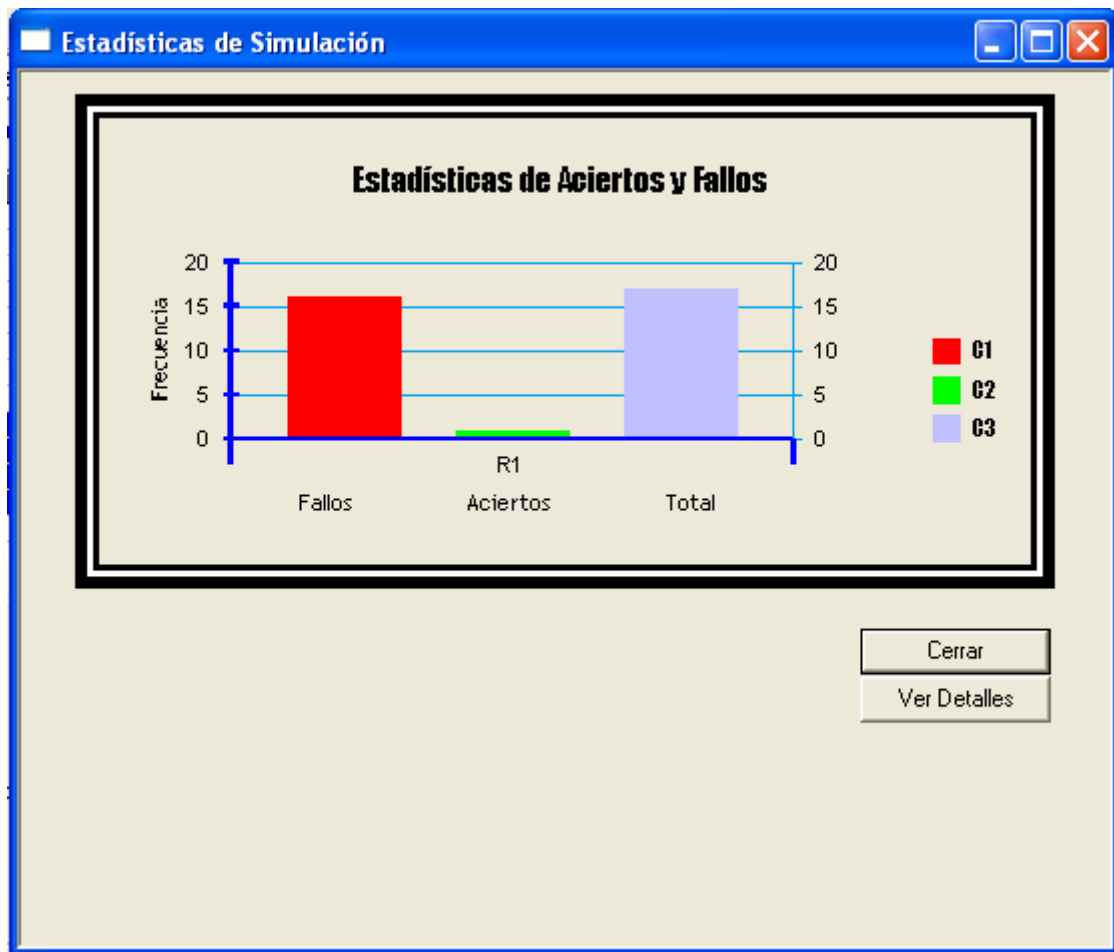 Estadísticas de Simulación
Estadísticas de Aciertos y Fallos
Frecuencia
20
15
10
5
0
20
15
10
5
0
R1
Fallos Aciertos Total
C1
C2
C3
Cerrar
Ver Detalles